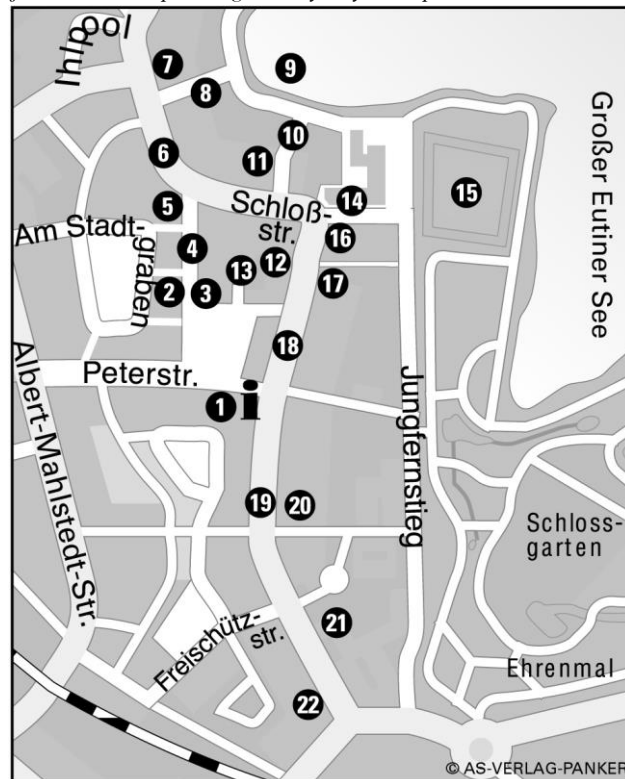 Ihlpool
7
9
8
Großer Eutiner See
10
6
11
15
14
5
Schloß-
str.
Am Stadt-
graben
4
16
12
13
17
2
3
18
Peterstr.
1
i
Albert-Mahlstedt-Str.
Jungfernstieg
19
20
Schloss-
garten
Freischütz-
str.
21
Ehrenmal
22
© AS-VERLAG-PANKER